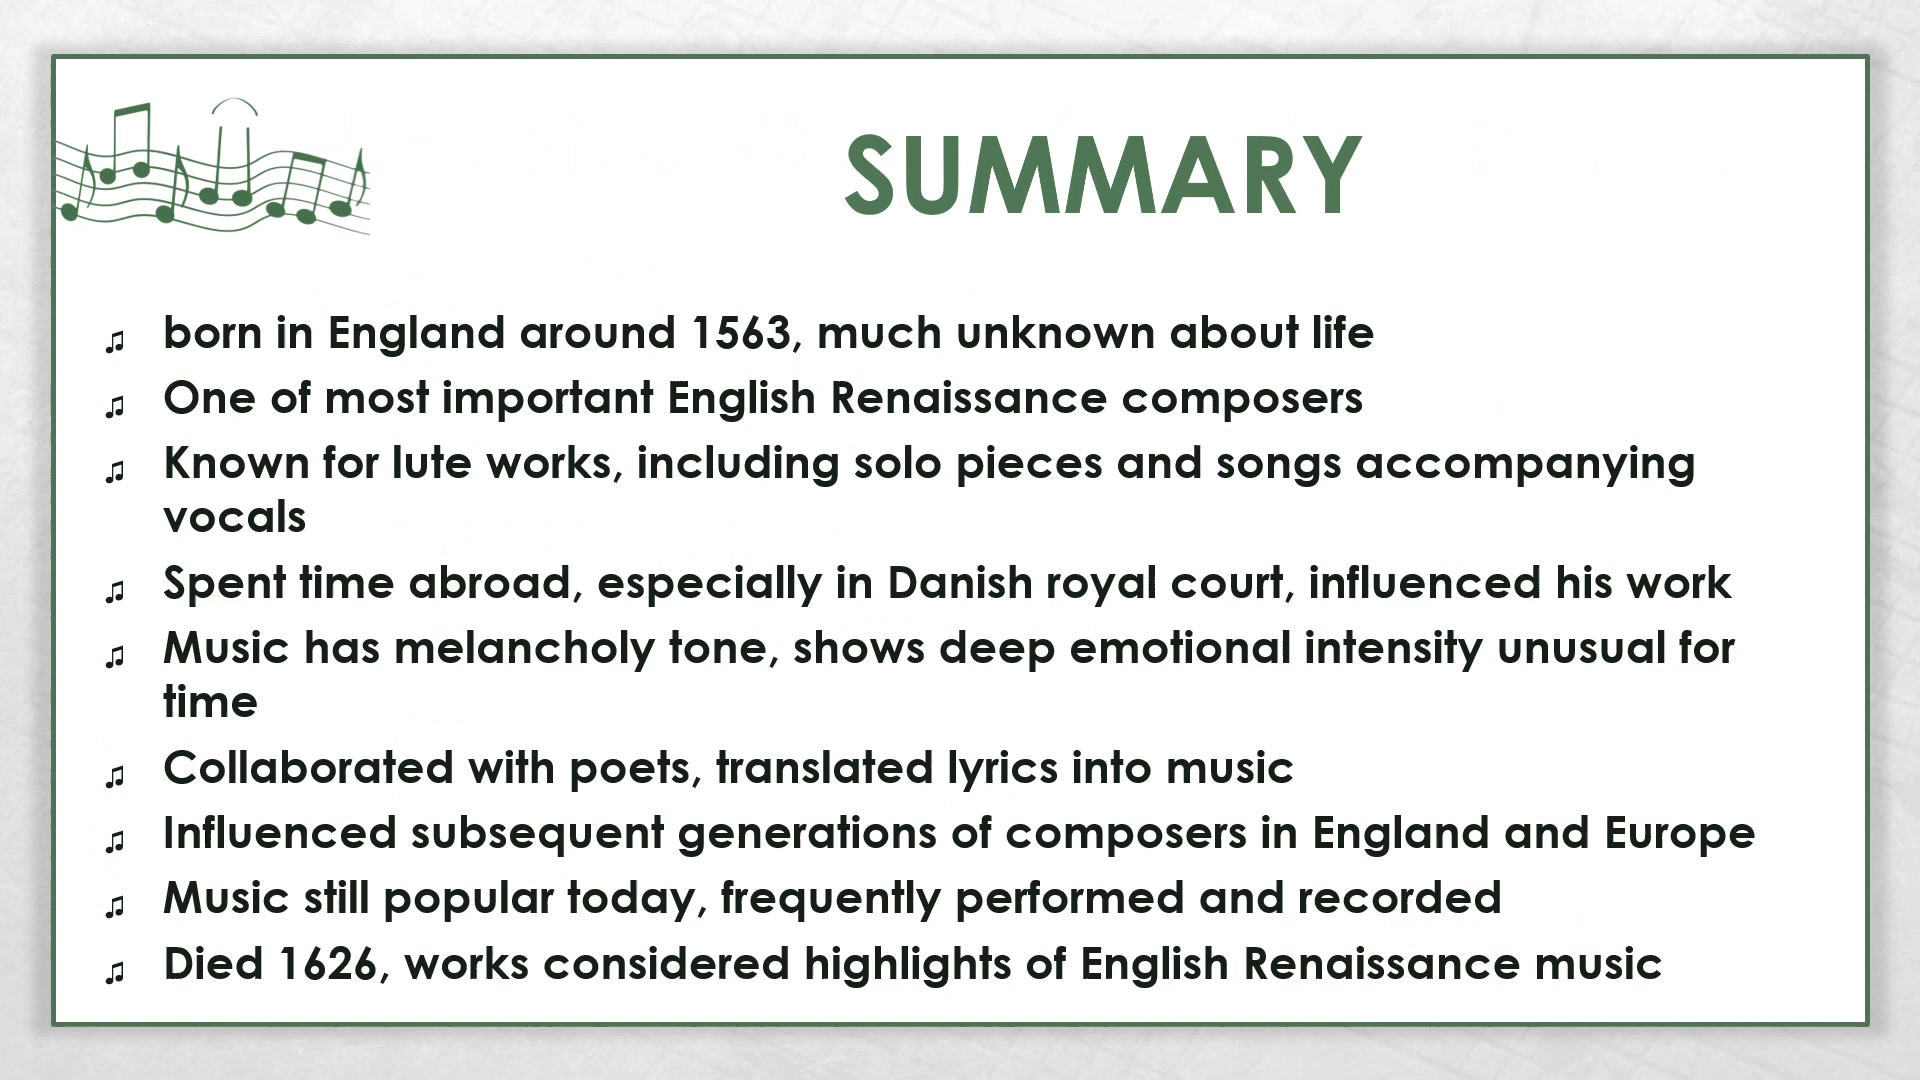 SUMMARY
♫ born in England around 1563, much unknown about life
♫ One of most important English Renaissance composers
♫ Known for lute works, including solo pieces and songs accompanying
vocals
♫ Spent time abroad, especially in Danish royal court, influenced his work
♫ Music has melancholy tone, shows deep emotional intensity unusual for
time
♫ Collaborated with poets, translated lyrics into music
♫ Influenced subsequent generations of composers in England and Europe
♫ Music still popular today, frequently performed and recorded
♫ Died 1626, works considered highlights of English Renaissance music